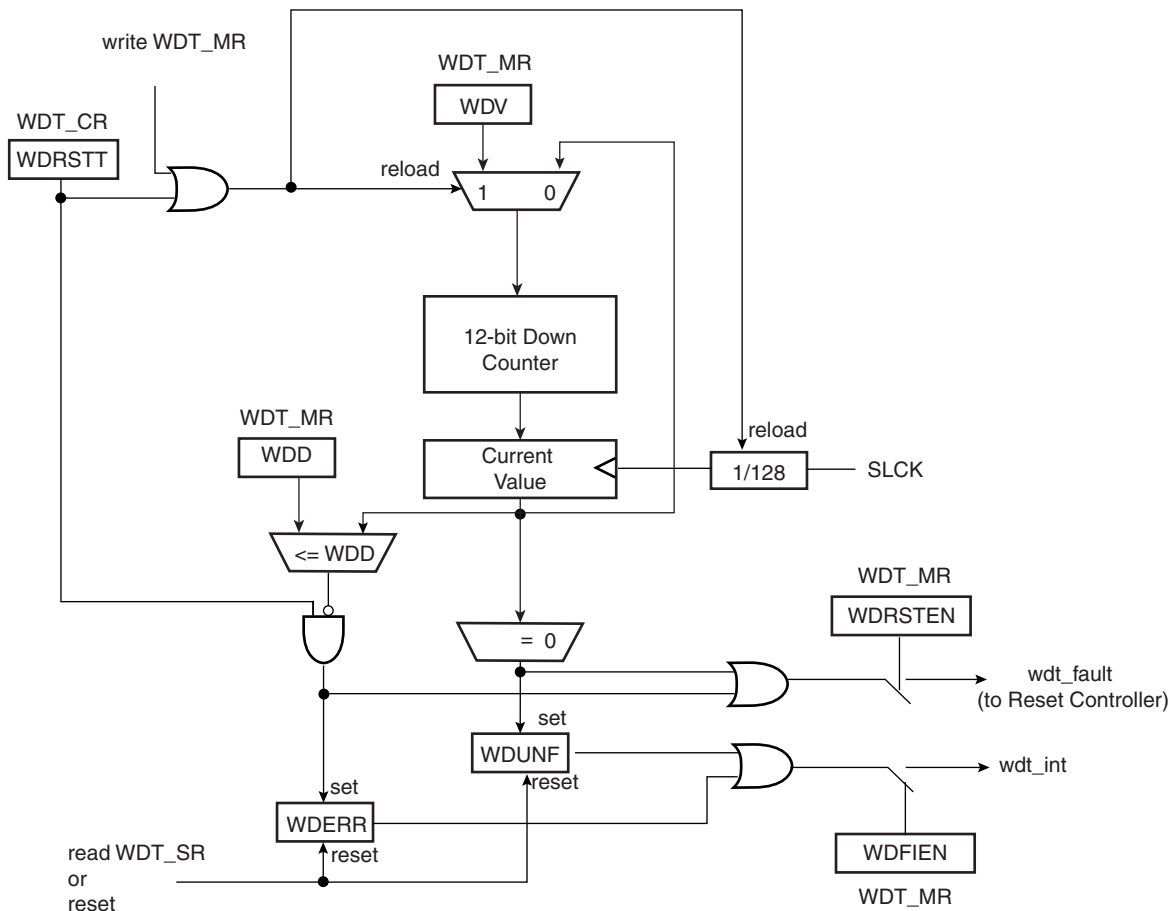 write WDT_MR
WDT_MR
WDV
WDT_CR
WDRSTT
reload
1 0
12-bit Down
Counter
WDT_MR
WDD
reload
Current
Value
1/128
SLCK
<= WDD
WDT_MR
WDRSTEN
= 0
wdt_fault
(to Reset Controller)
set
WDUNF
reset
wdt_int
set
WDERR
reset
WDFIEN
read WDT_SR
or
reset
WDT_MR